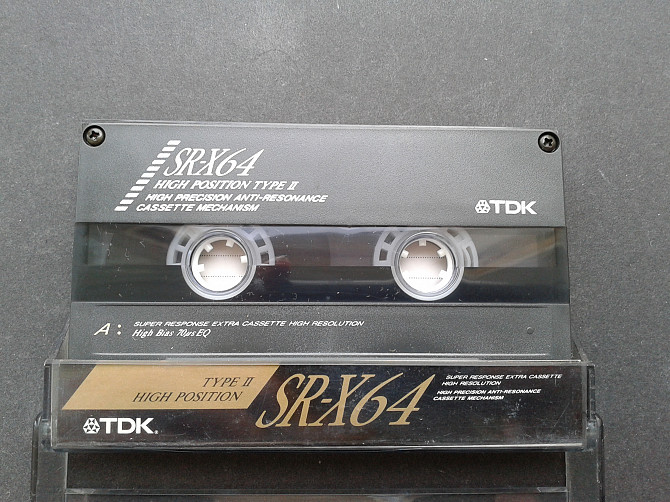 SR-X64
HIGH POSITION TYPE II
HIGH PRECISION ANTI-RESONANCE
CASSETTE MECHANISM
TDK
A: SUPER RESPONSE EXTRA CASSETTE HIGH RESOLUTION
High Bias 70μs EQ
TYPE II
HIGH POSITION
TDK.
SR-X64
SUPER RESPONSE EXTRA CASSETTE
HIGH RESOLUTION
HIGH PRECISION ANTI-RESONANCE
CASSETTE MECHANISM